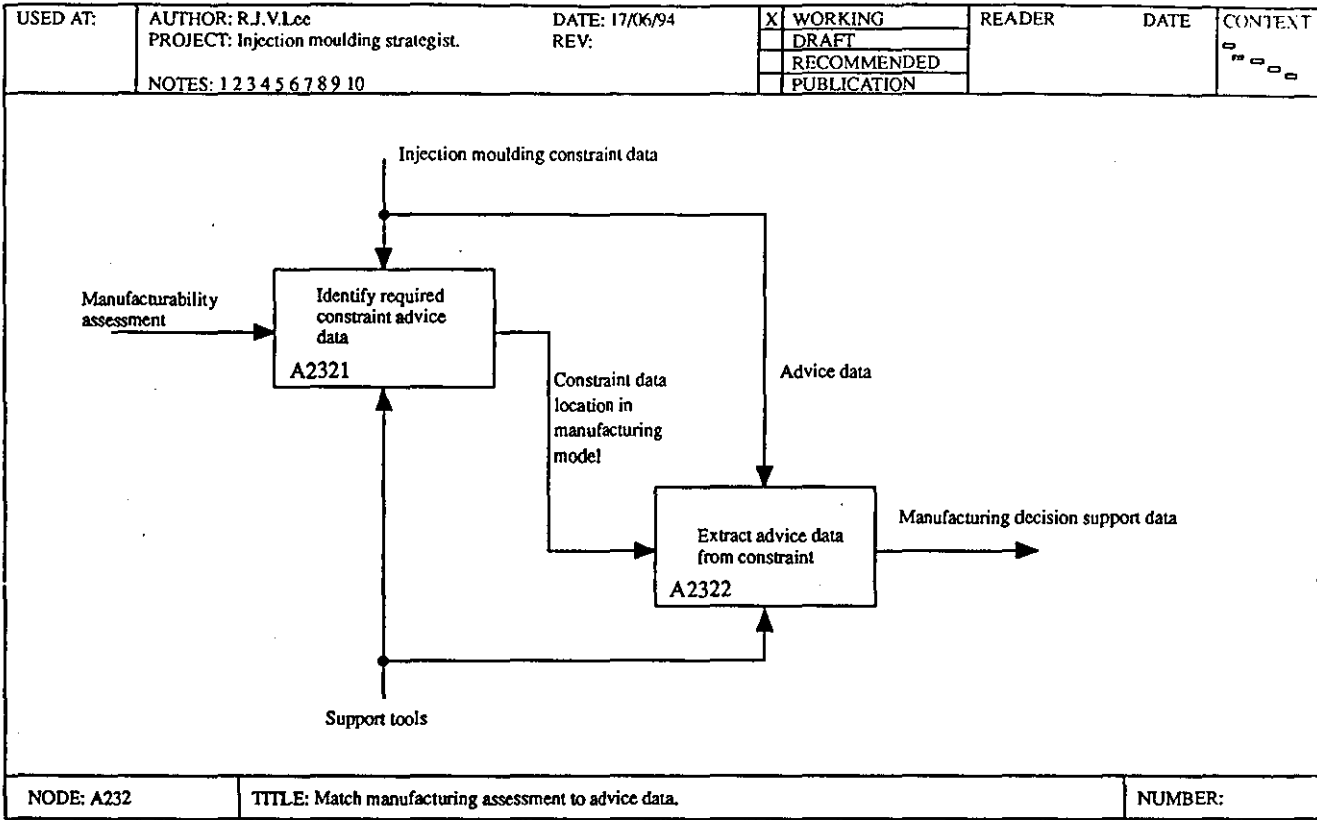 USED AT:
AUTHOR: R.J.V.Lee
DATE: 17/06/94
PROJECT: Injection moulding strategist.
REV:
NOTES: 1 2 3 4 5 6 7 8 9 10
X WORKING
DRAFT
RECOMMENDED
PUBLICATION
READER
DATE
CONTEXT
Injection moulding constraint data
Manufacturability
assessment
Identify required
constraint advice
data
A2321
Constraint data
location in
manufacturing
model
Advice data
Extract advice data
from constraint
A2322
Manufacturing decision support data
Support tools
NODE: A232
TITLE: Match manufacturing assessment to advice data.
NUMBER: